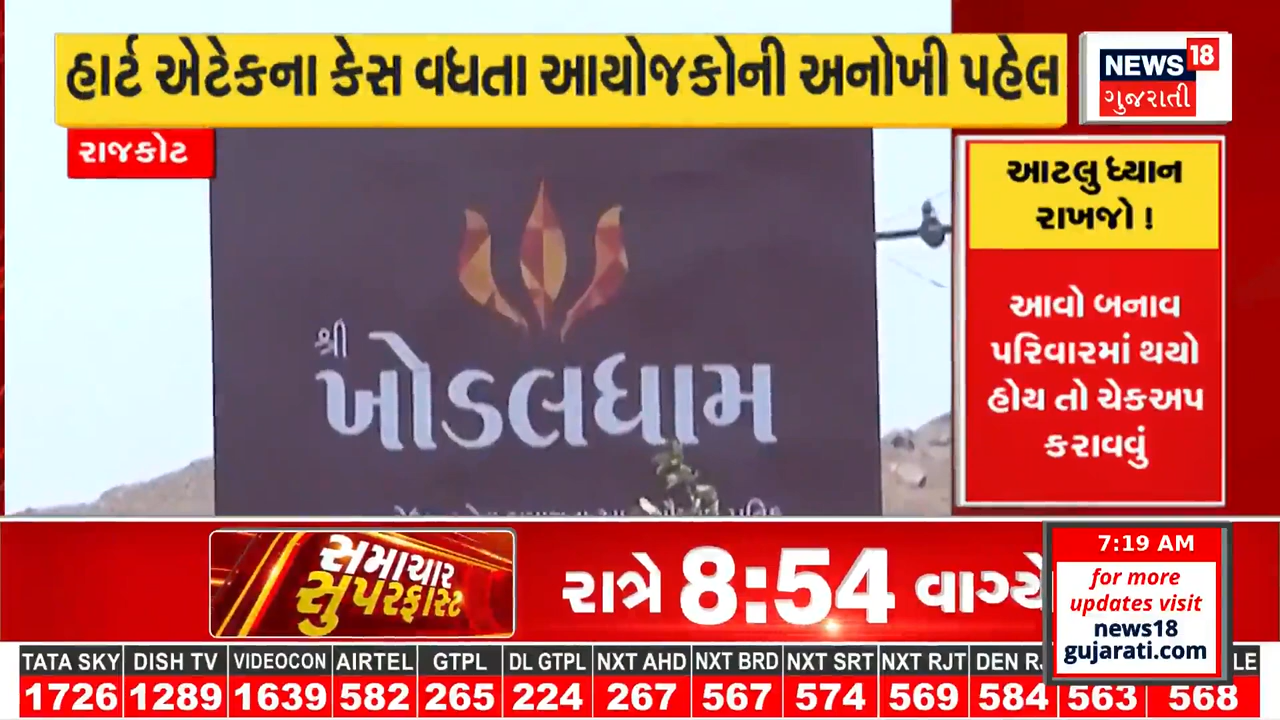 હાર્ટ એટેકના કેસ વધતા આયોજકોની અનોખી પહેલ
NEWS 18
ગુજરાતી
રાજકોટ
આટલુ ધ્યાન
રાખજો !
આવો બનાવ
પરિવારમાં થયો
હોય તો ચેકઅપ
કરાવવું
શ્રી
ખોડલધામ
સમાચાર
સુપરફાસ્ટ
રાત્રે 8:54 વાગ્યે
7:19 AM
for more
updates visit
news18
gujarati.com
TATA SKY DISH TV VIDEOCON AIRTEL GTPL DL GTPL NXT AHD NXT BRD NXT SRT NXT RJT DEN
1726 1289 1639 582 265 224 267 567 574 569 584 563 568